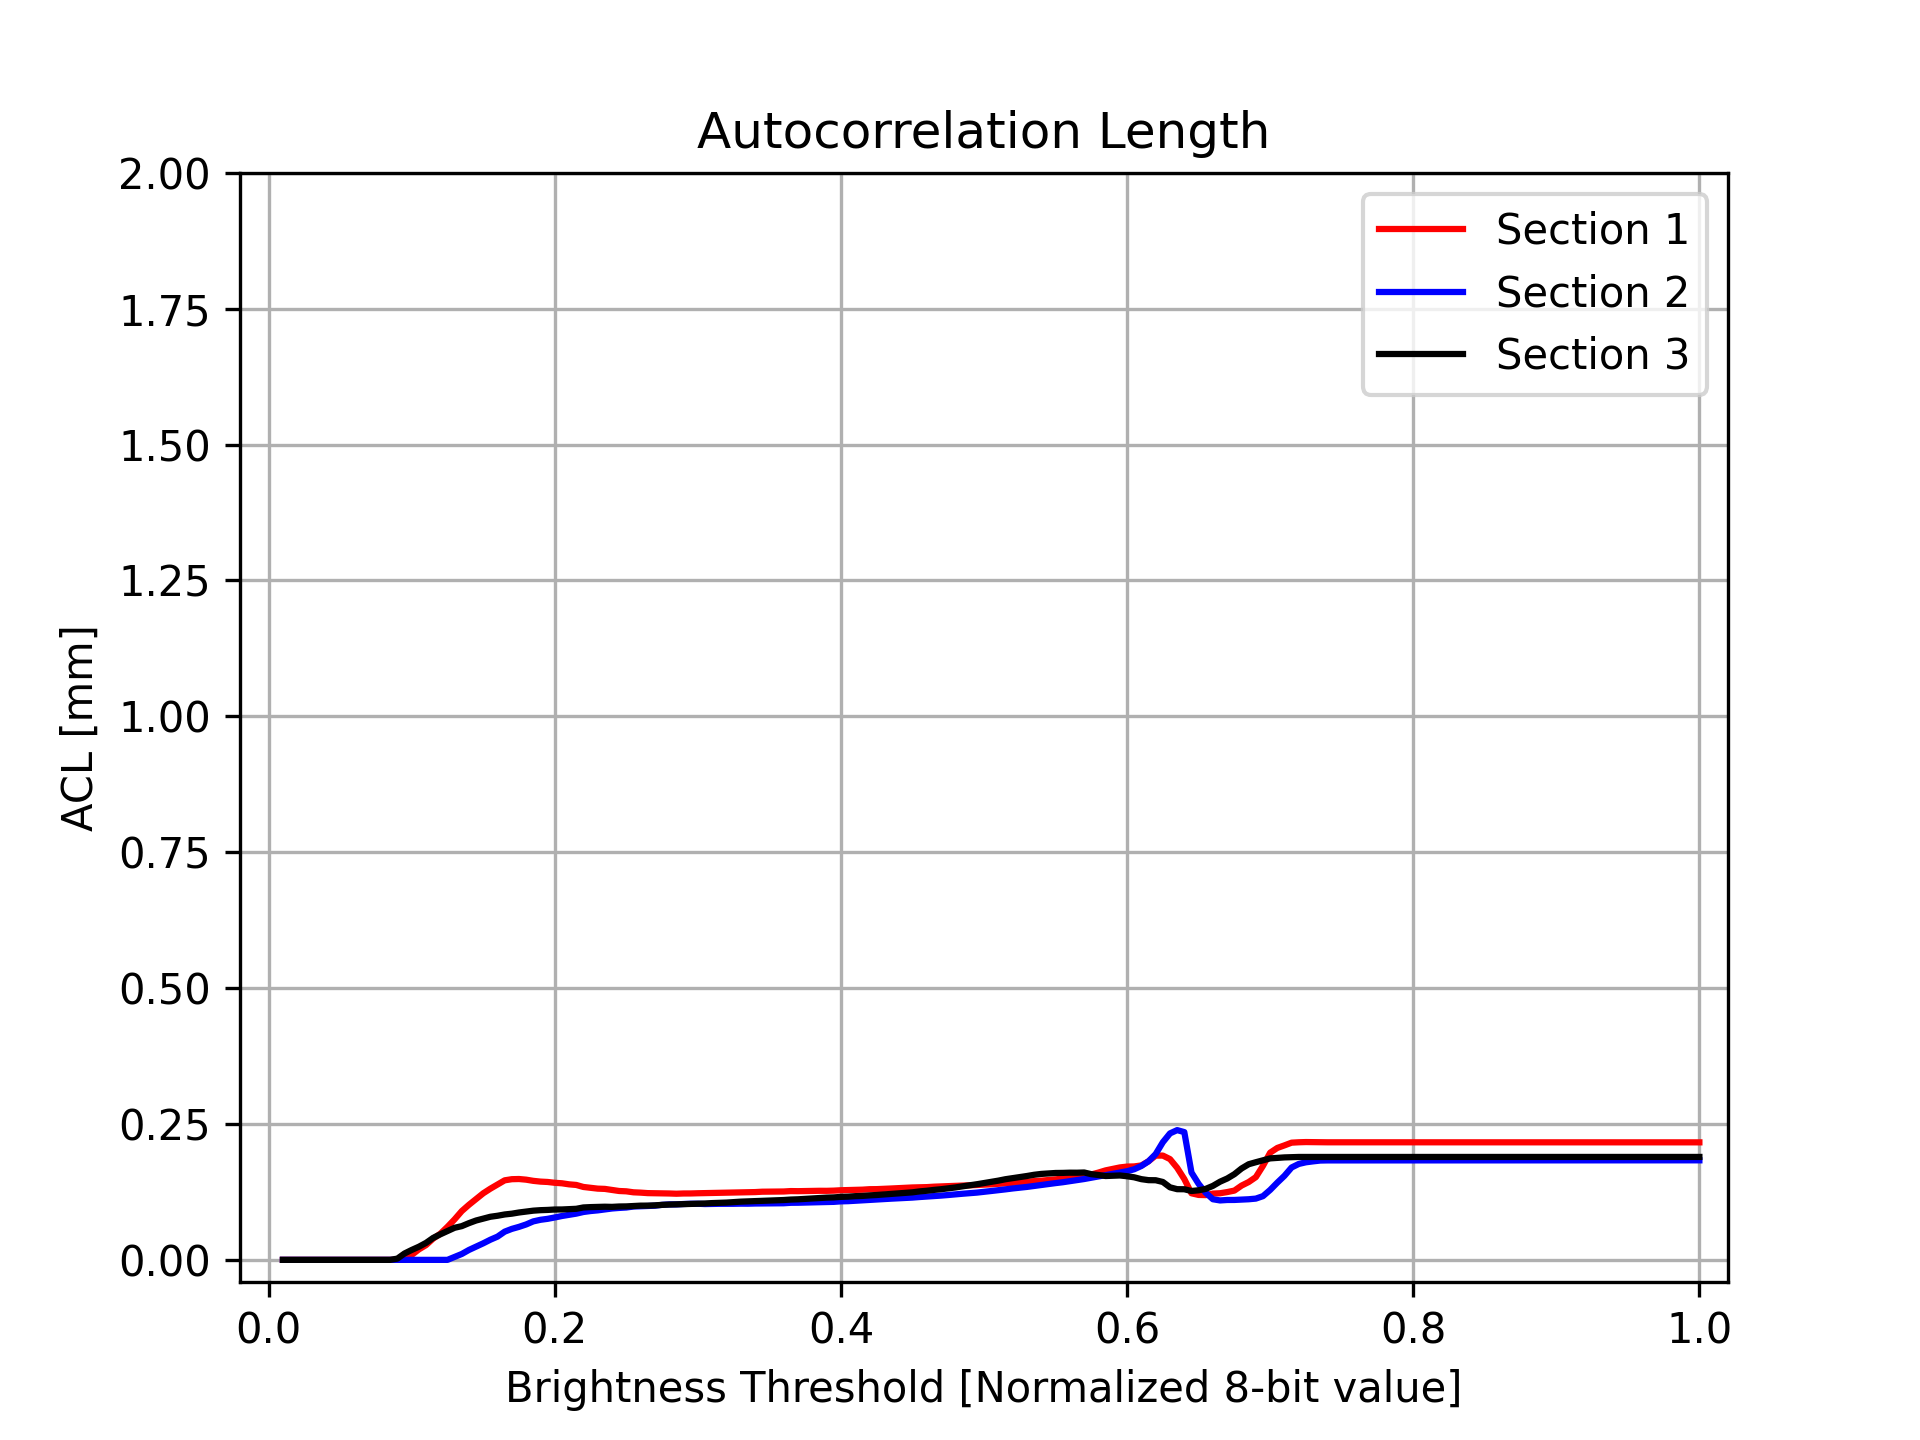 Autocorrelation Length
2.00
1.75
1.50
1.25
1.00
0.75
0.50
0.25
0.00
ACL [mm]
Section 1
Section 2
Section 3
0.0 0.2 0.4 0.6 0.8 1.0
Brightness Threshold [Normalized 8-bit value]